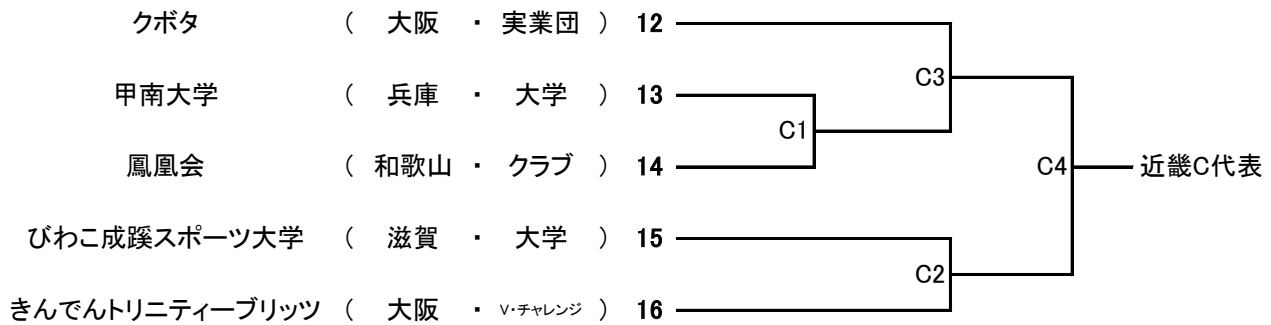 クボタ ( 大阪 ・ 実業団 ) 12
C3
甲南大学 ( 兵庫 ・ 大学 ) 13
C1
鳳凰会 ( 和歌山 ・ クラブ ) 14
C4 近畿C代表
びわこ成蹊スポーツ大学 ( 滋賀 ・ 大学 ) 15
C2
きんでんトリニティーブリッツ ( 大阪 ・ V・チャレンジ ) 16